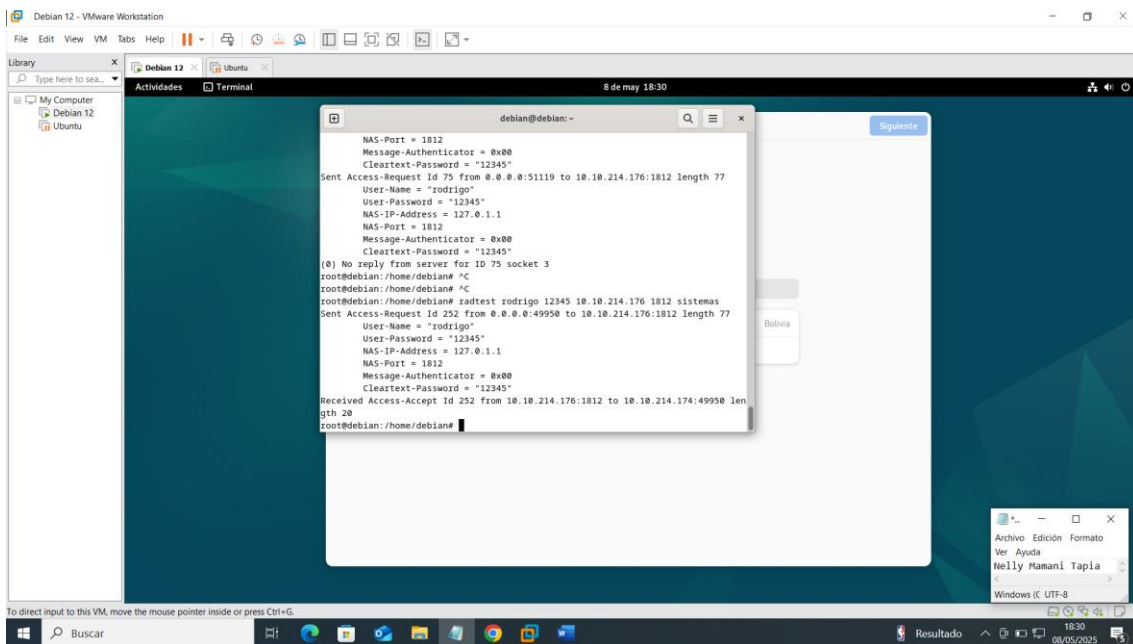 Debian 12 - VMware Workstation
File Edit View VM Tabs Help
Library
Type here to sea...
My Computer
Debian 12
Ubuntu
Debian 12
Ubuntu
Actividades Terminal 8 de may 18:30
Siguiente
Bolivia
debian@debian: ~
NAS-Port = 1812
Message-Authenticator = 0x00
Cleartext-Password = "12345"
Sent Access-Request Id 75 from 0.0.0.0:51119 to 10.10.214.176:1812 length 77
User-Name = "rodrigo"
User-Password = "12345"
NAS-IP-Address = 127.0.1.1
NAS-Port = 1812
Message-Authenticator = 0x00
Cleartext-Password = "12345"
(0) No reply from server for ID 75 socket 3
root@debian:/home/debian# ^C
root@debian:/home/debian# ^C
root@debian:/home/debian# radtest rodrigo 12345 10.10.214.176 1812 sistemas
Sent Access-Request Id 252 from 0.0.0.0:49950 to 10.10.214.176:1812 length 77
User-Name = "rodrigo"
User-Password = "12345"
NAS-IP-Address = 127.0.1.1
NAS-Port = 1812
Message-Authenticator = 0x00
Cleartext-Password = "12345"
Received Access-Accept Id 252 from 10.10.214.176:1812 to 10.10.214.174:49950 len
gth 20
root@debian:/home/debian#
*...
Archivo Edición Formato
Ver Ayuda
Nelly Mamani Tapia
Windows (C UTF-8
To direct input to this VM, move the mouse pointer inside or press Ctrl+G.
Buscar
Resultado
18:30
08/05/2025